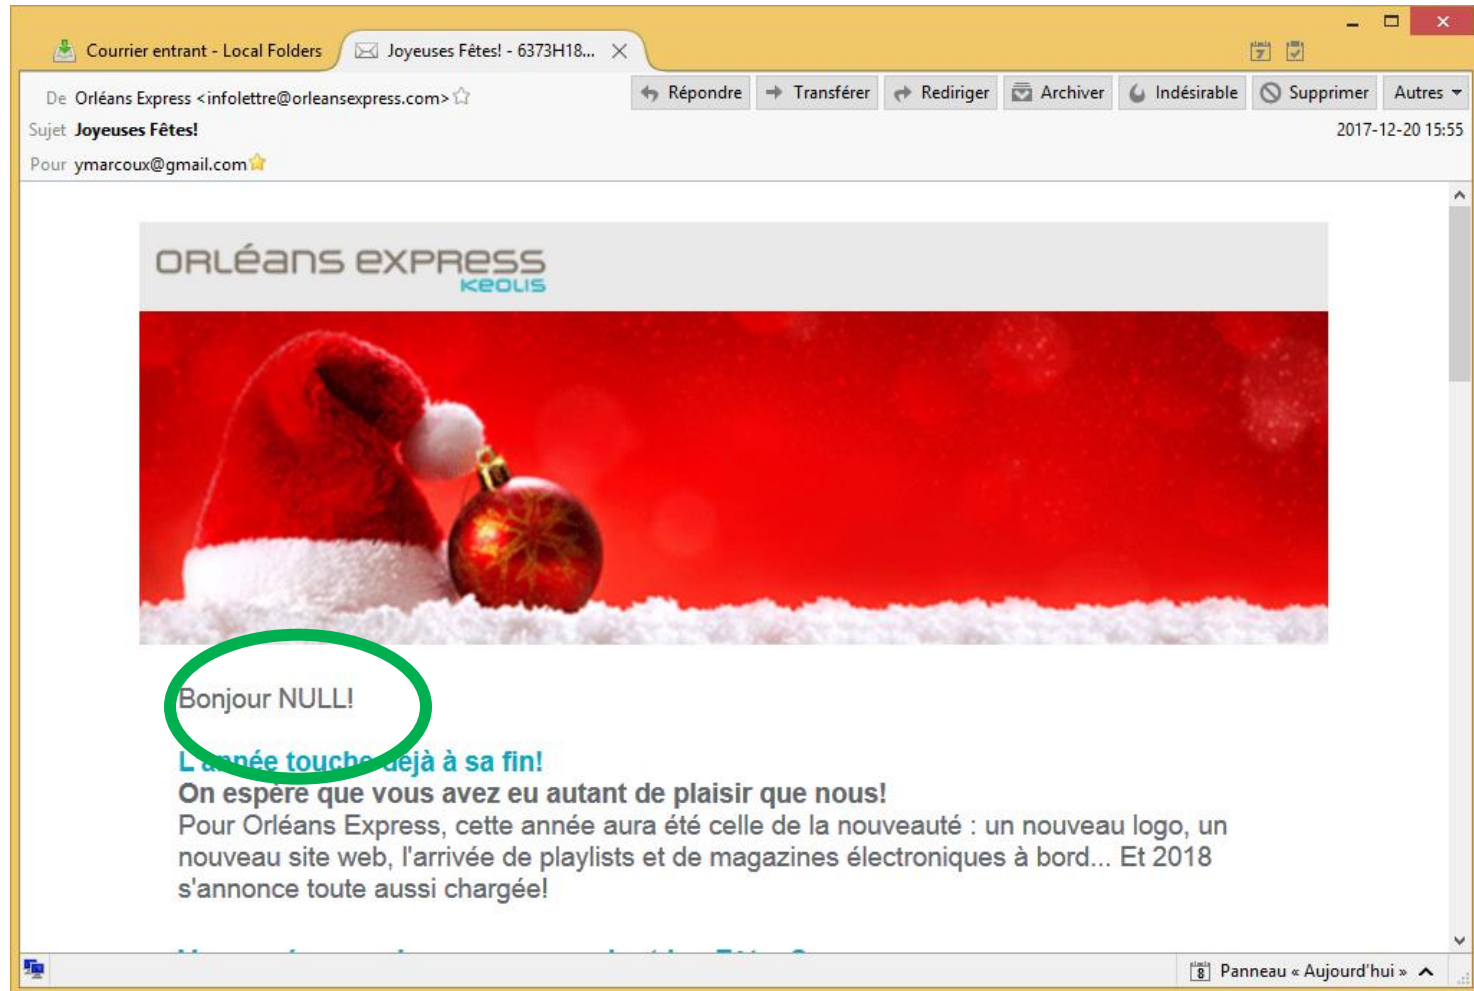 Courrier entrant - Local Folders
Joyeuses Fêtes! - 6373H18...
De Orléans Express <infolettre@orleansexpress.com>
Répondre Transférer Rediriger Archiver Indésirable Supprimer Autres
Sujet Joyeuses Fêtes!
2017-12-20 15:55
Pour ymarcoux@gmail.com
orléans express
keolis
Bonjour NULL!
L'année touche déjà à sa fin!
On espère que vous avez eu autant de plaisir que nous!
Pour Orléans Express, cette année aura été celle de la nouveauté : un nouveau logo, un
nouveau site web, l'arrivée de playlists et de magazines électroniques à bord... Et 2018
s'annonce toute aussi chargée!
8 Panneau « Aujourd'hui »